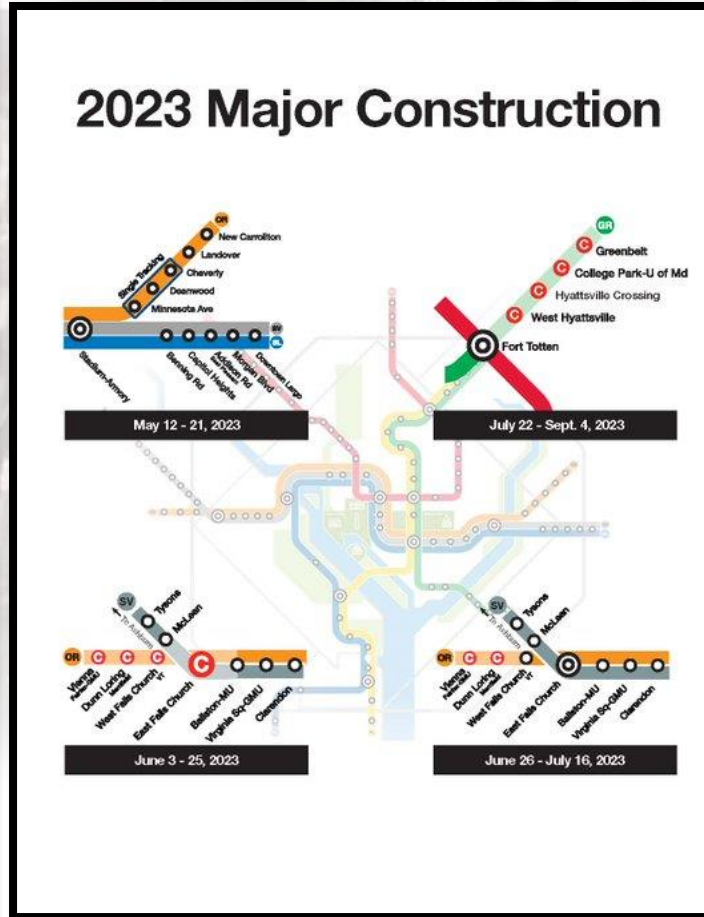 2023 Major Construction
OR
New Carrollton
Landover
Cheverly
Deanwood
Minnesota Ave
Single Tracking
SV
BL
Stadium-Armory
Benning Rd
Capitol Heights
Addison Rd
Morgan Blvd
Downtown Largo
May 12 - 21, 2023
GR
C
Greenbelt
C
College Park-U of Md
C
Hyattsville Crossing
C
West Hyattsville
Fort Totten
July 22 - Sept. 4, 2023
SV
Tysons
McLean
To Ashburn
OR
C
C
C
C
Vienna
Dunn Loring
West Falls Church
VT
East Falls Church
Ballston-MU
Virginia Sq-GMU
Clarendon
June 3 - 25, 2023
SV
Tysons
McLean
To Ashburn
OR
C
C
Vienna
Dunn Loring
West Falls Church
VT
East Falls Church
Ballston-MU
Virginia Sq-GMU
Clarendon
June 26 - July 16, 2023